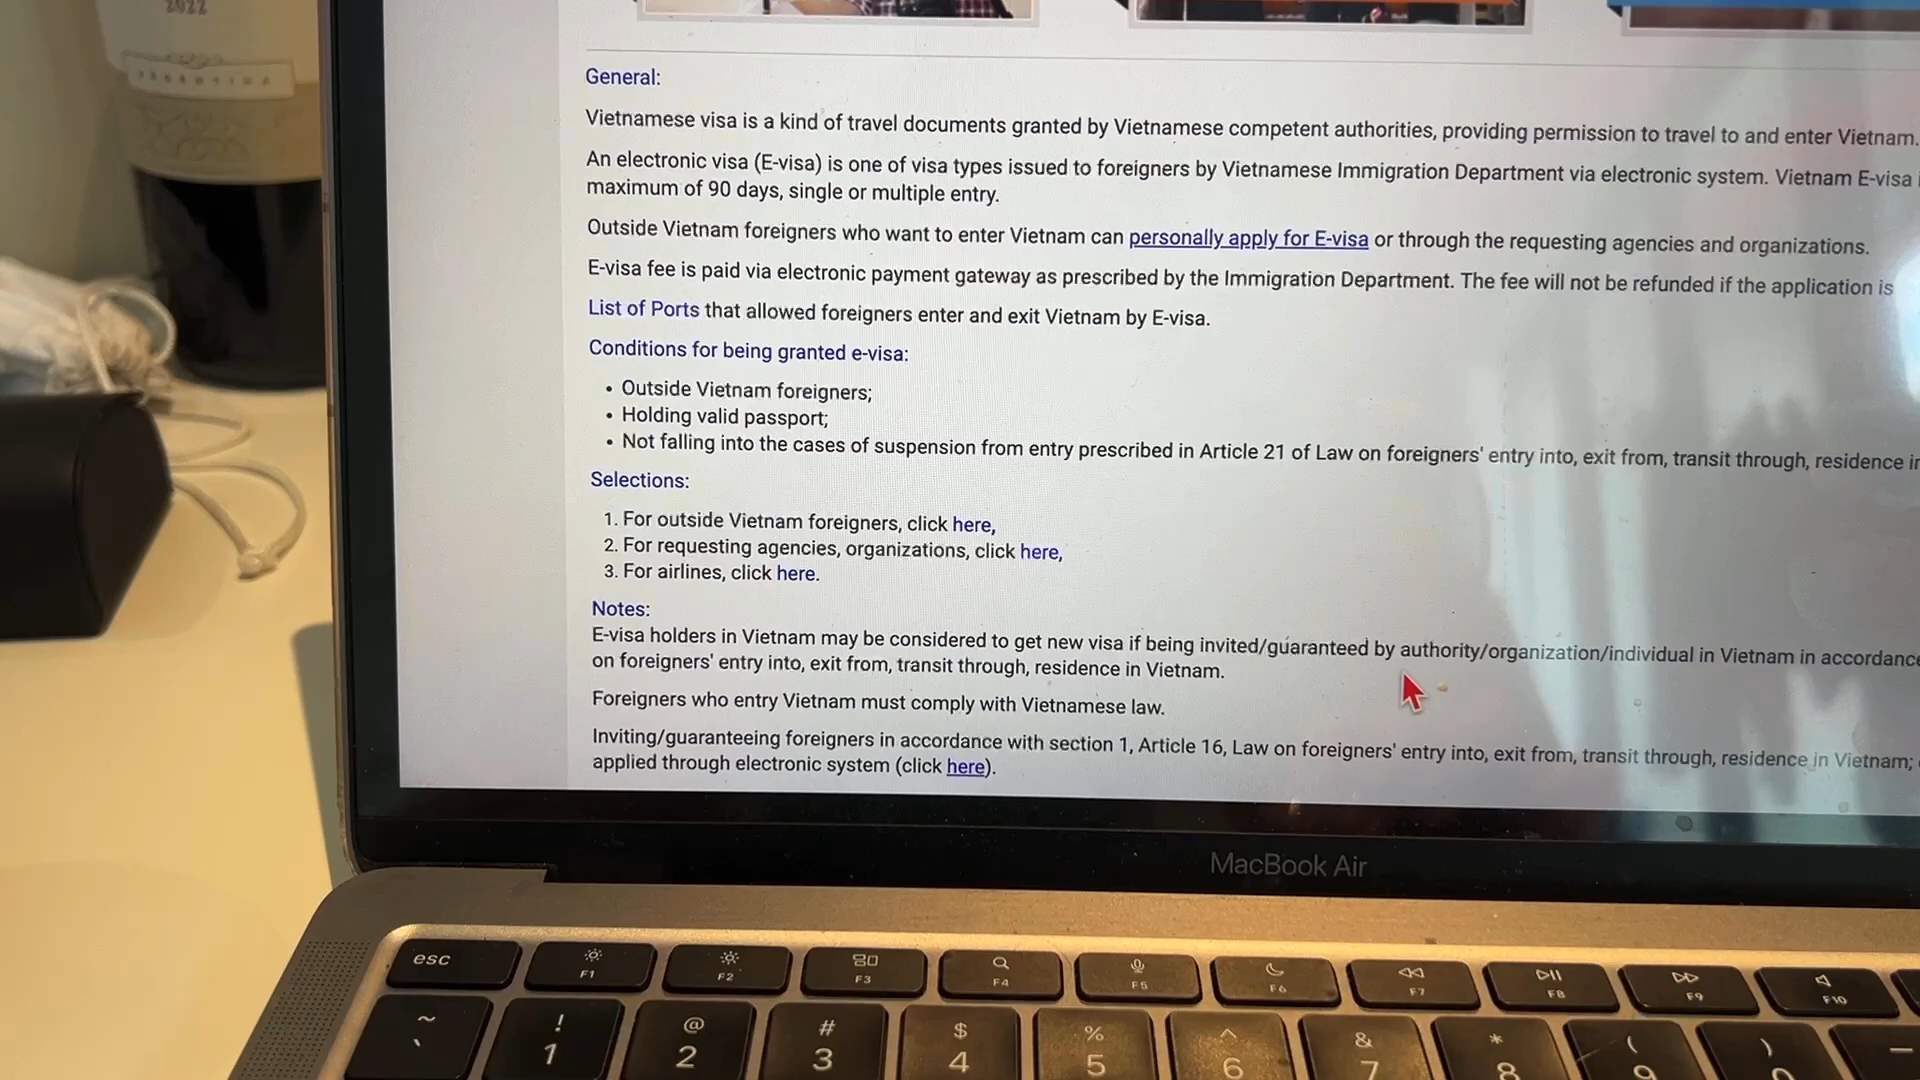 2022
ARGENTINA
General:
Vietnamese visa is a kind of travel documents granted by Vietnamese competent authorities, providing permission to travel to and enter Vietnam.
An electronic visa (E-visa) is one of visa types issued to foreigners by Vietnamese Immigration Department via electronic system. Vietnam E-visa
maximum of 90 days, single or multiple entry.
Outside Vietnam foreigners who want to enter Vietnam can personally apply for E-visa or through the requesting agencies and organizations.
E-visa fee is paid via electronic payment gateway as prescribed by the Immigration Department. The fee will not be refunded if the application is
List of Ports that allowed foreigners enter and exit Vietnam by E-visa.
Conditions for being granted e-visa:
• Outside Vietnam foreigners;
• Holding valid passport;
• Not falling into the cases of suspension from entry prescribed in Article 21 of Law on foreigners' entry into, exit from, transit through, residence in
Selections:
1. For outside Vietnam foreigners, click here,
2. For requesting agencies, organizations, click here,
3. For airlines, click here.
Notes:
E-visa holders in Vietnam may be considered to get new visa if being invited/guaranteed by authority/organization/individual in Vietnam in accordance
on foreigners' entry into, exit from, transit through, residence in Vietnam.
Foreigners who entry Vietnam must comply with Vietnamese law.
Inviting/guaranteeing foreigners in accordance with section 1, Article 16, Law on foreigners' entry into, exit from, transit through, residence in Vietnam;
applied through electronic system (click here).
MacBook Air
esc F1 F2 F3 F4 F5 F6 F7 F8 F9 F10
~ ! @ # $ % ^ & * ( ) —
` 1 2 3 4 5 6 7 8 9 0